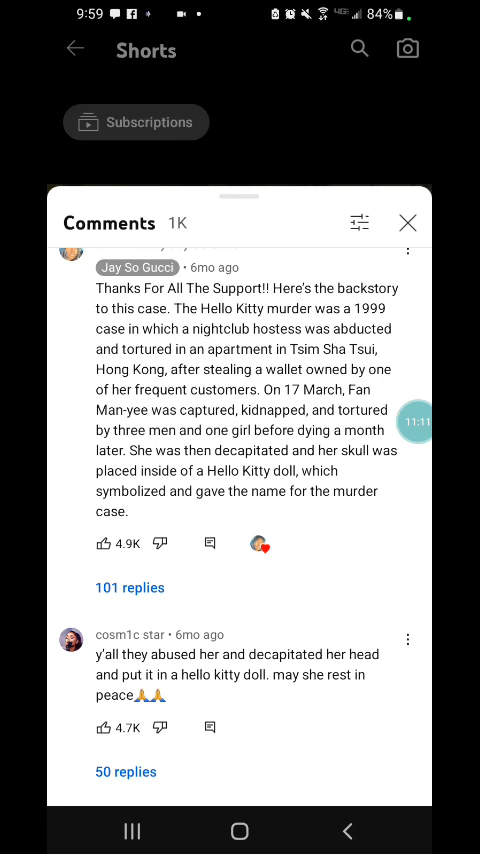 9:59
84%
Shorts
Subscriptions
Comments 1K
Jay So Gucci • 6mo ago
Thanks For All The Support!! Here's the backstory
to this case. The Hello Kitty murder was a 1999
case in which a nightclub hostess was abducted
and tortured in an apartment in Tsim Sha Tsui,
Hong Kong, after stealing a wallet owned by one
of her frequent customers. On 17 March, Fan
Man-yee was captured, kidnapped, and tortured
by three men and one girl before dying a month
11:11
later. She was then decapitated and her skull was
placed inside of a Hello Kitty doll, which
symbolized and gave the name for the murder
case.
4.9K
101 replies
cosm1c star • 6mo ago
y'all they abused her and decapitated her head
and put it in a hello kitty doll. may she rest in
peace🙏🙏
4.7K
50 replies